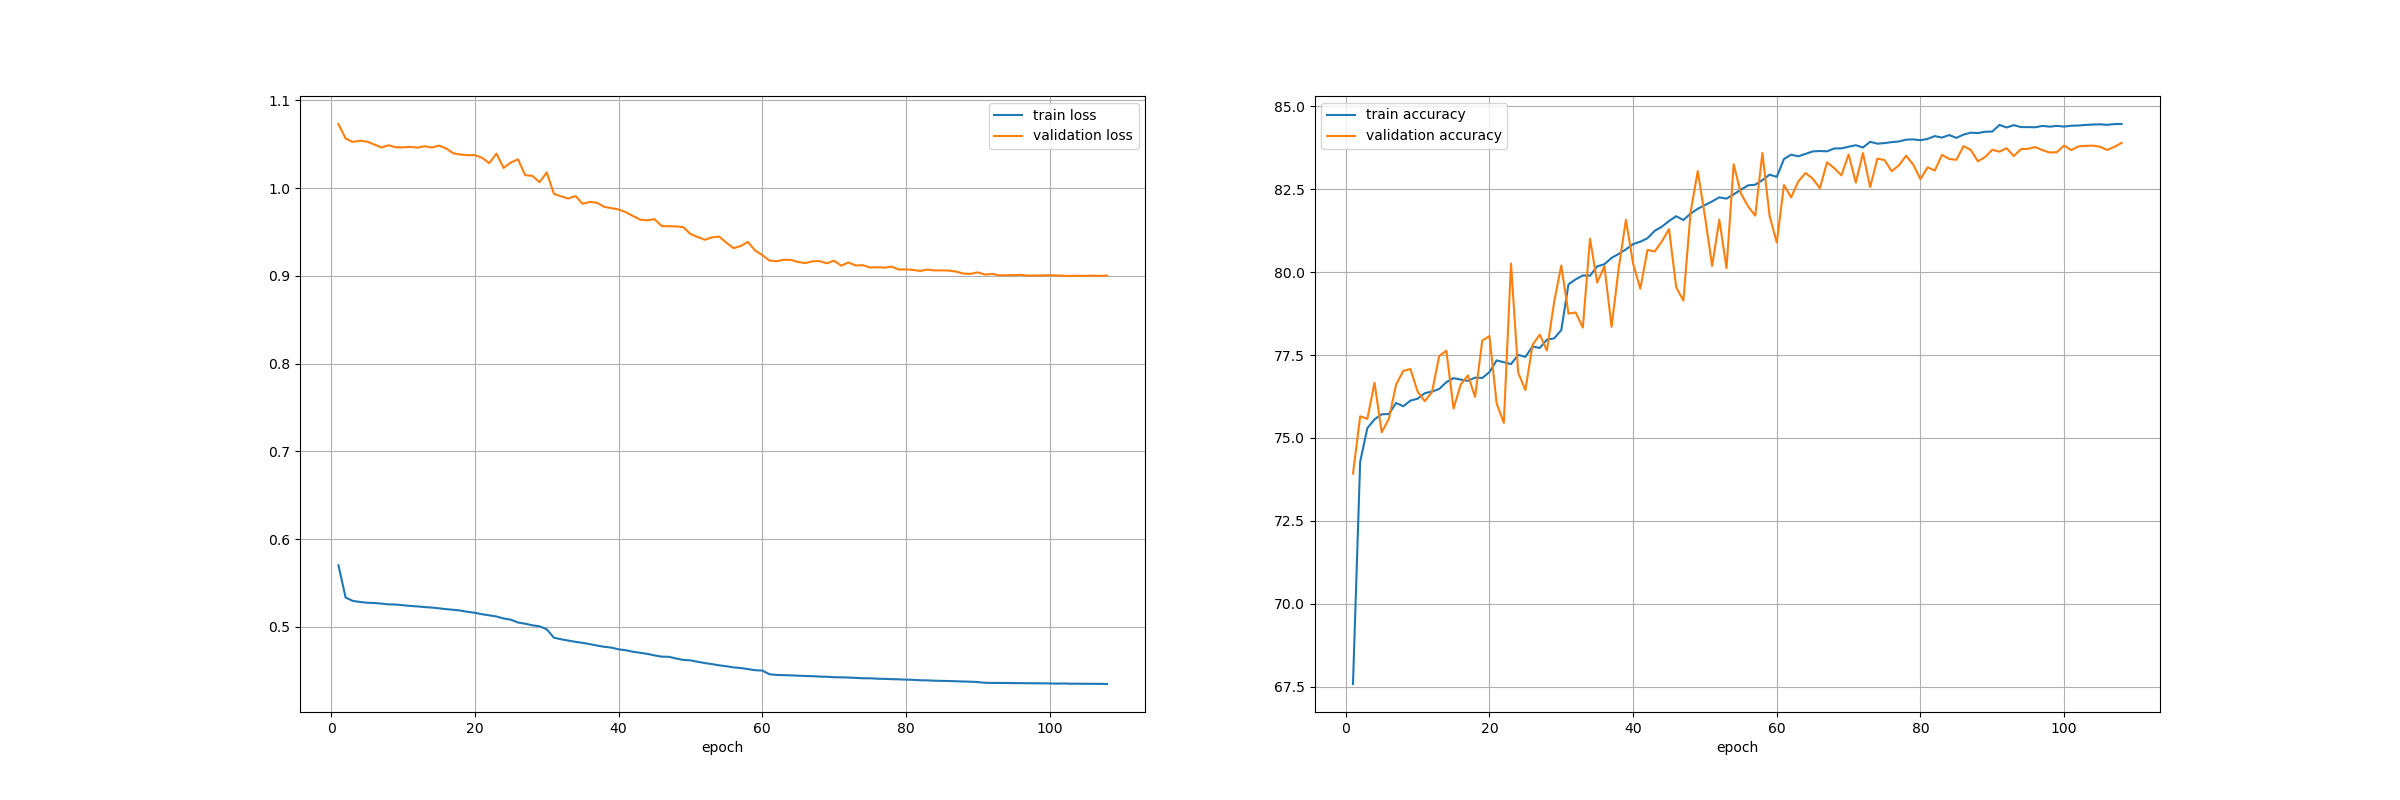 1.1
1.0
0.9
0.8
0.7
0.6
0.5
0 20 40 60 80 100
epoch
train loss
validation loss
85.0
82.5
80.0
77.5
75.0
72.5
70.0
67.5
0 20 40 60 80 100
epoch
train accuracy
validation accuracy